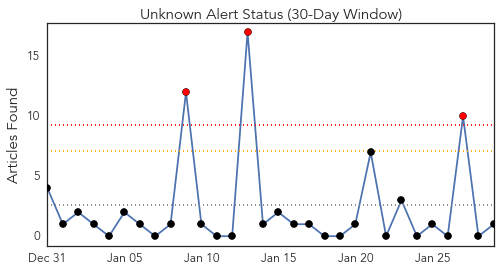 Unknown Alert Status (30-Day Window)
Articles Found
15
10
5
0
Dec 31
Jan 05
Jan 10
Jan 15
Jan 20
Jan 25